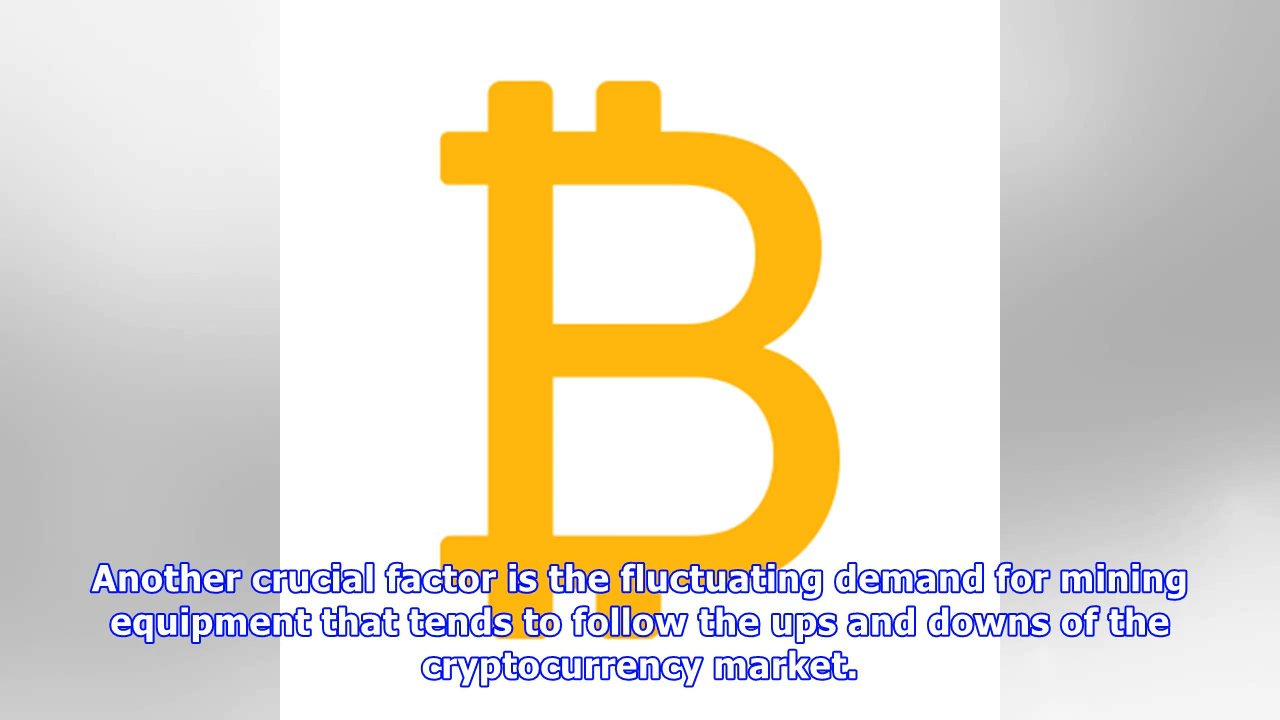 Another crucial factor is the fluctuating demand for mining
equipment that tends to follow the ups and downs of the
cryptocurrency market.